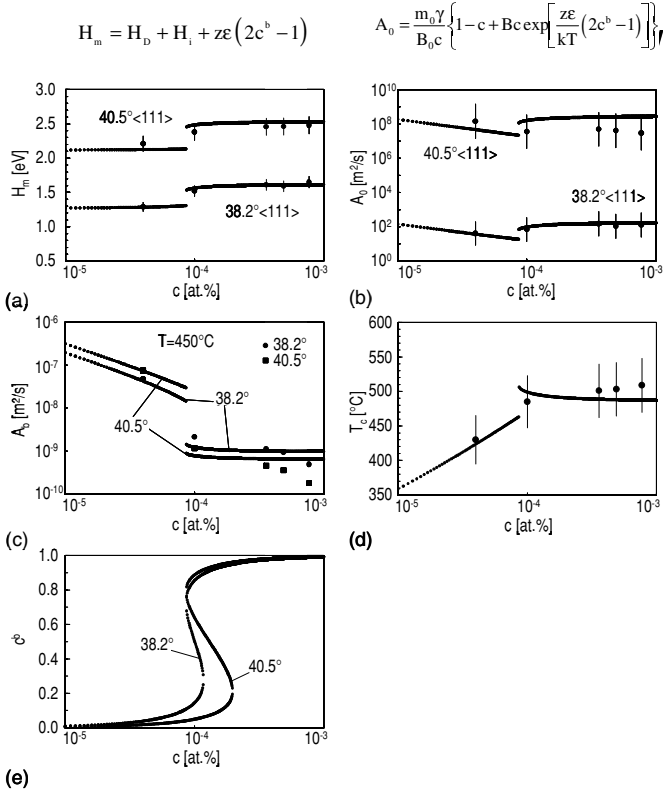 H_m = H_D + H_i + zε(2c^b − 1)
A_0 = m_0γ/B_0c {1 − c + Bc exp[zε/kT (2c^b − 1)]},
3.0
2.5
2.0
1.5
1.0
0.5
H_m [eV]
40.5°<111>
38.2°<111>
10^-5 10^-4 10^-3
c [at.%]
(a)
10^10
10^8
10^6
10^4
10^2
10^0
A_0 [m²/s]
40.5°<111>
38.2°<111>
10^-5 10^-4 10^-3
c [at.%]
(b)
10^-6
10^-7
10^-8
10^-9
10^-10
A_b [m²/s]
T=450°C
38.2°
40.5°
38.2°
40.5°
10^-5 10^-4 10^-3
c [at.%]
(c)
600
550
500
450
400
350
T_c [°C]
10^-5 10^-4 10^-3
c [at.%]
(d)
1.0
0.8
0.6
0.4
0.2
0.0
c^b
38.2°
40.5°
10^-5 10^-4 10^-3
c [at.%]
(e)